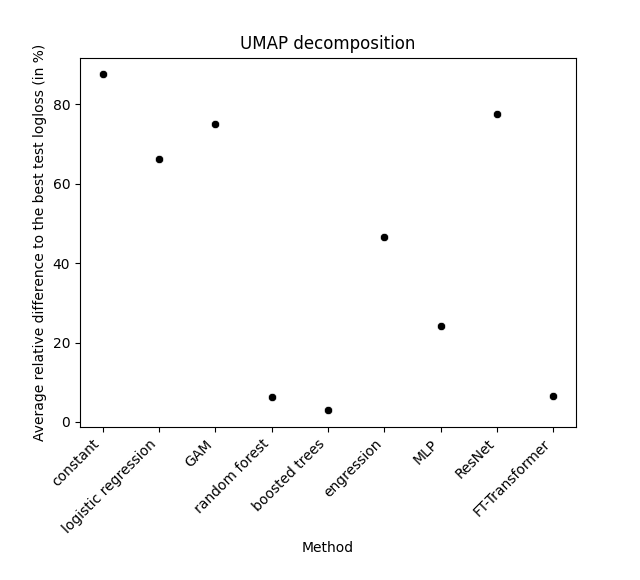 UMAP decomposition
Average relative difference to the best test logloss (in %)
80
60
40
20
0
constant
logistic regression
GAM
random forest
boosted trees
engression
MLP
ResNet
FT-Transformer
Method